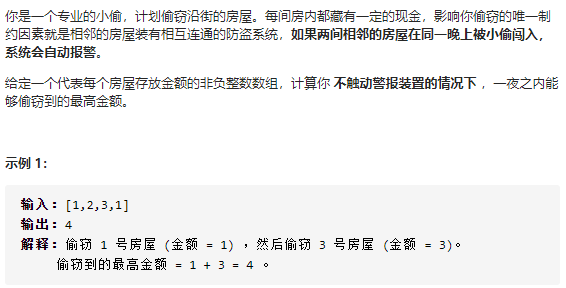 你是一个专业的小偷，计划偷窃沿街的房屋。每间房内都藏有一定的现金，影响你偷窃的唯一制
约因素就是相邻的房屋装有相互连通的防盗系统，如果两间相邻的房屋在同一晚上被小偷闯入，
系统会自动报警。
给定一个代表每个房屋存放金额的非负整数数组，计算你 不触动警报装置的情况下 ，一夜之内能
够偷窃到的最高金额。
示例 1：
输入：[1,2,3,1]
输出：4
解释：偷窃 1 号房屋 (金额 = 1) ，然后偷窃 3 号房屋 (金额 = 3)。
偷窃到的最高金额 = 1 + 3 = 4 。